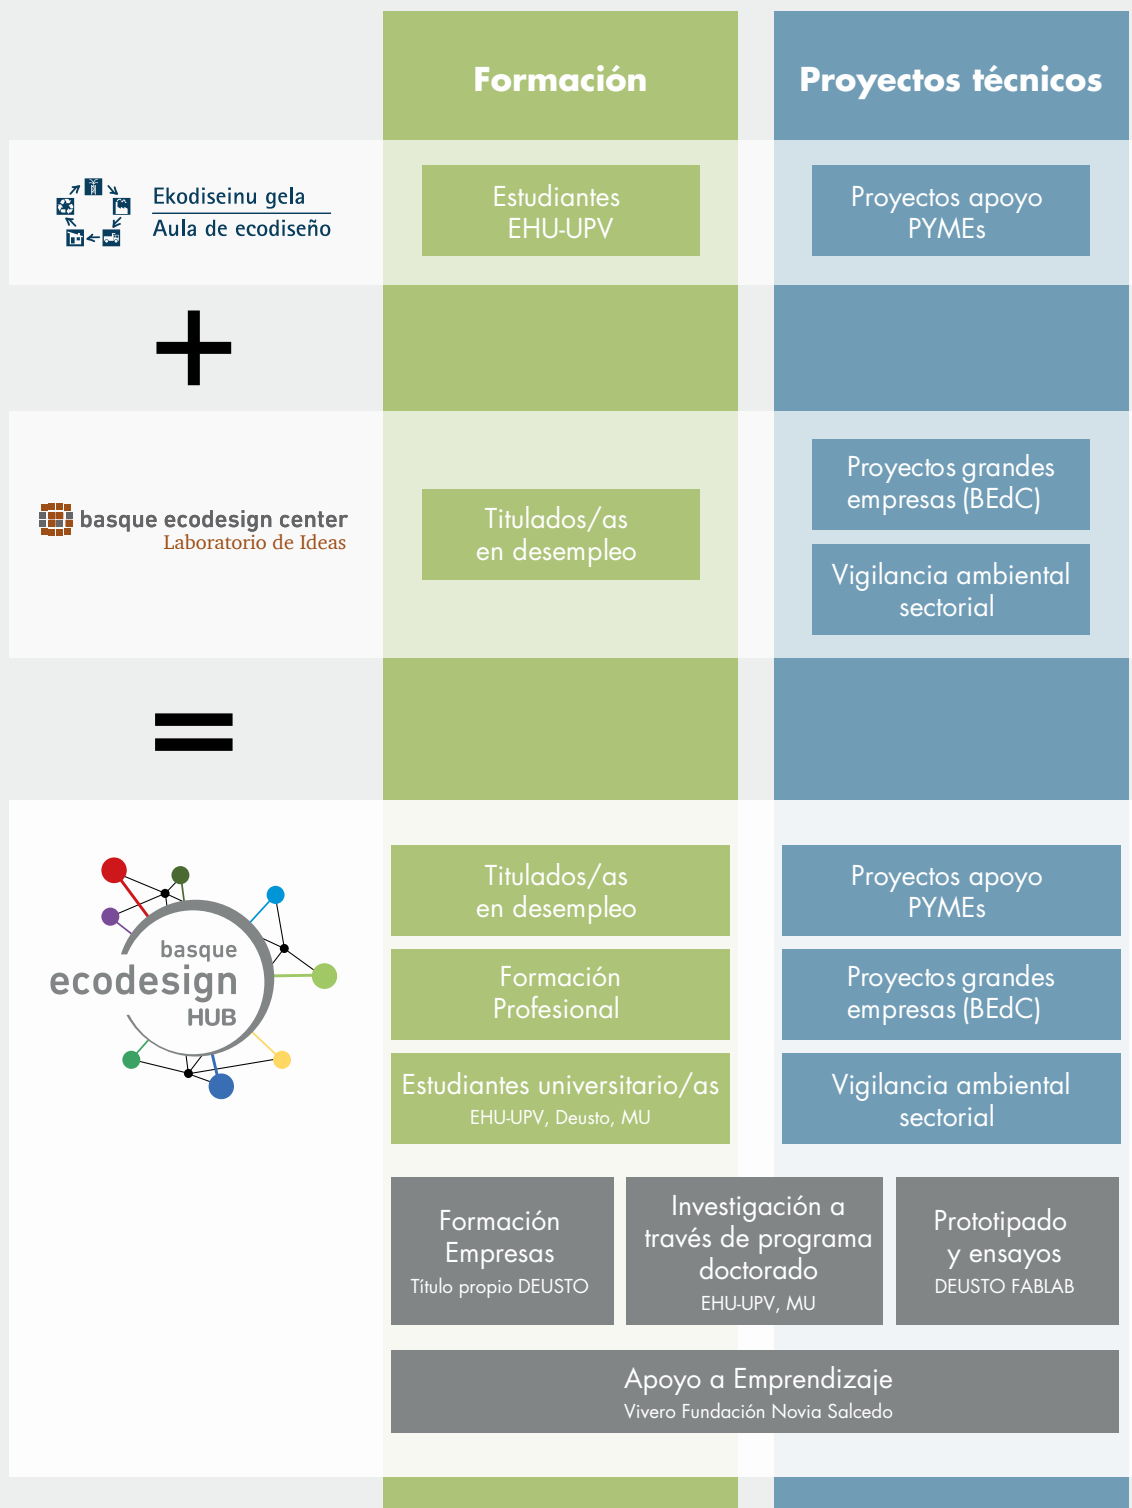 Formación
Proyectos técnicos
Ekodiseinu gela
Aula de ecodiseño
Estudiantes
EHU-UPV
Proyectos apoyo
PYMEs
+
basque ecodesign center
Laboratorio de Ideas
Titulados/as
en desempleo
Proyectos grandes
empresas (BEdC)
Vigilancia ambiental
sectorial
=
basque
ecodesign
HUB
Titulados/as
en desempleo
Proyectos apoyo
PYMEs
Formación
Profesional
Proyectos grandes
empresas (BEdC)
Estudiantes universitario/as
EHU-UPV, Deusto, MU
Vigilancia ambiental
sectorial
Formación
Empresas
Título propio DEUSTO
Investigación a
través de programa
doctorado
EHU-UPV, MU
Prototipado
y ensayos
DEUSTO FABLAB
Apoyo a Emprendizaje
Vivero Fundación Novia Salcedo